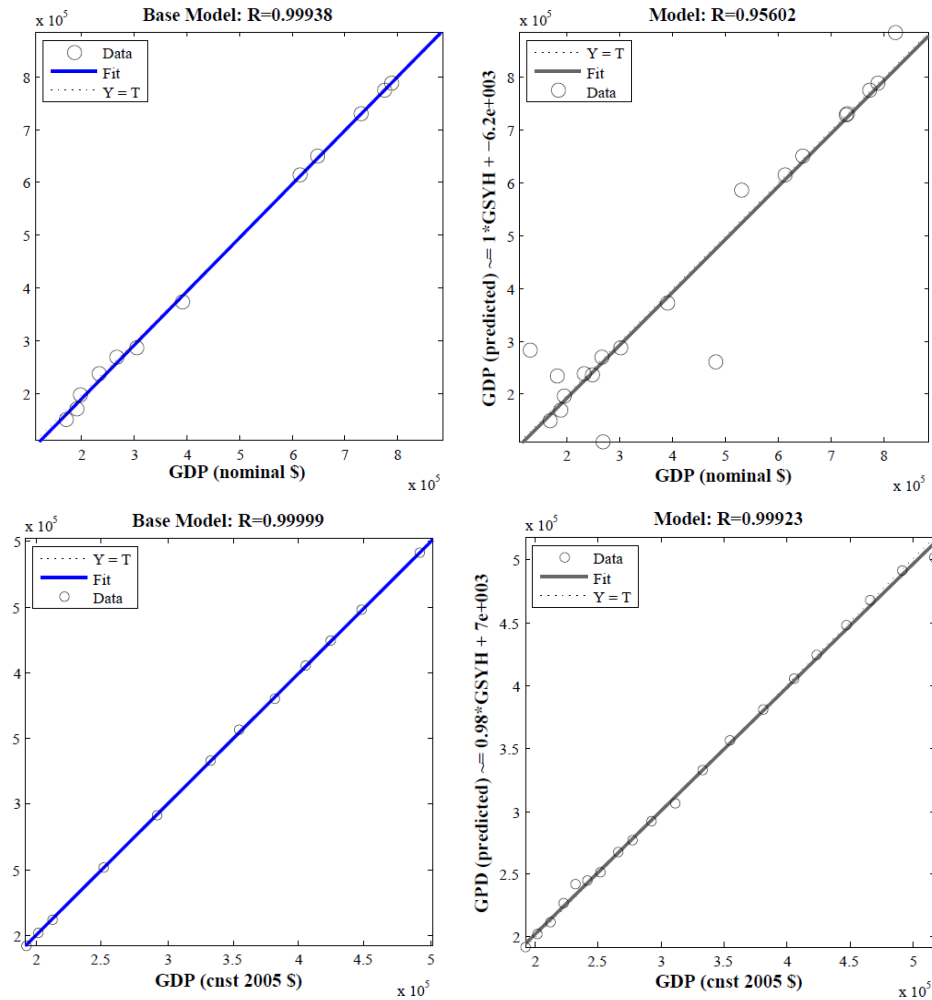 Base Model: R=0.99938
x 10^5
Data
Fit
Y = T
8
7
6
5
4
3
2
2
3
4
5
6
7
8
GDP (nominal $)
x 10^5
Model: R=0.95602
x 10^5
Y = T
Fit
Data
GDP (predicted) ~= 1*GSYH + −6.2e+003
8
7
6
5
4
3
2
2
3
4
5
6
7
8
GDP (nominal $)
x 10^5
Base Model: R=0.99999
x 10^5
Y = T
Fit
Data
5
5
5
5
3
5
2
2.5
3
3.5
4
4.5
5
GDP (cnst 2005 $)
x 10^5
Model: R=0.99923
x 10^5
Data
Fit
Y = T
GPD (predicted) ~= 0.98*GSYH + 7e+003
5
4.5
4
3.5
3
2.5
2
2
2.5
3
3.5
4
4.5
5
GDP (cnst 2005 $)
x 10^5